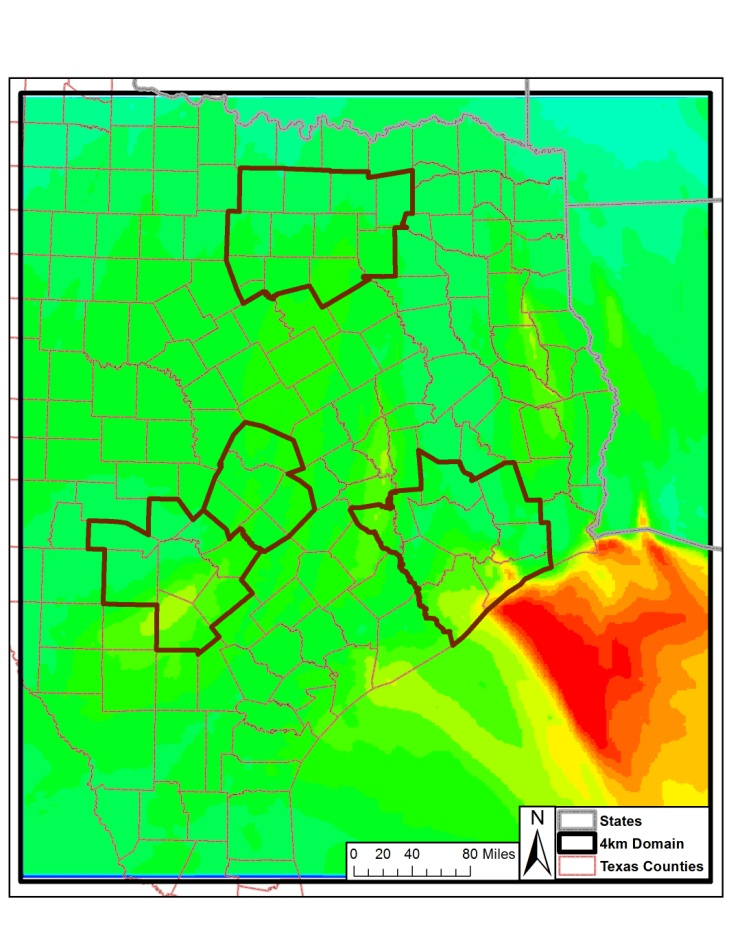 N
States
4km Domain
Texas Counties
0 20 40 80 Miles